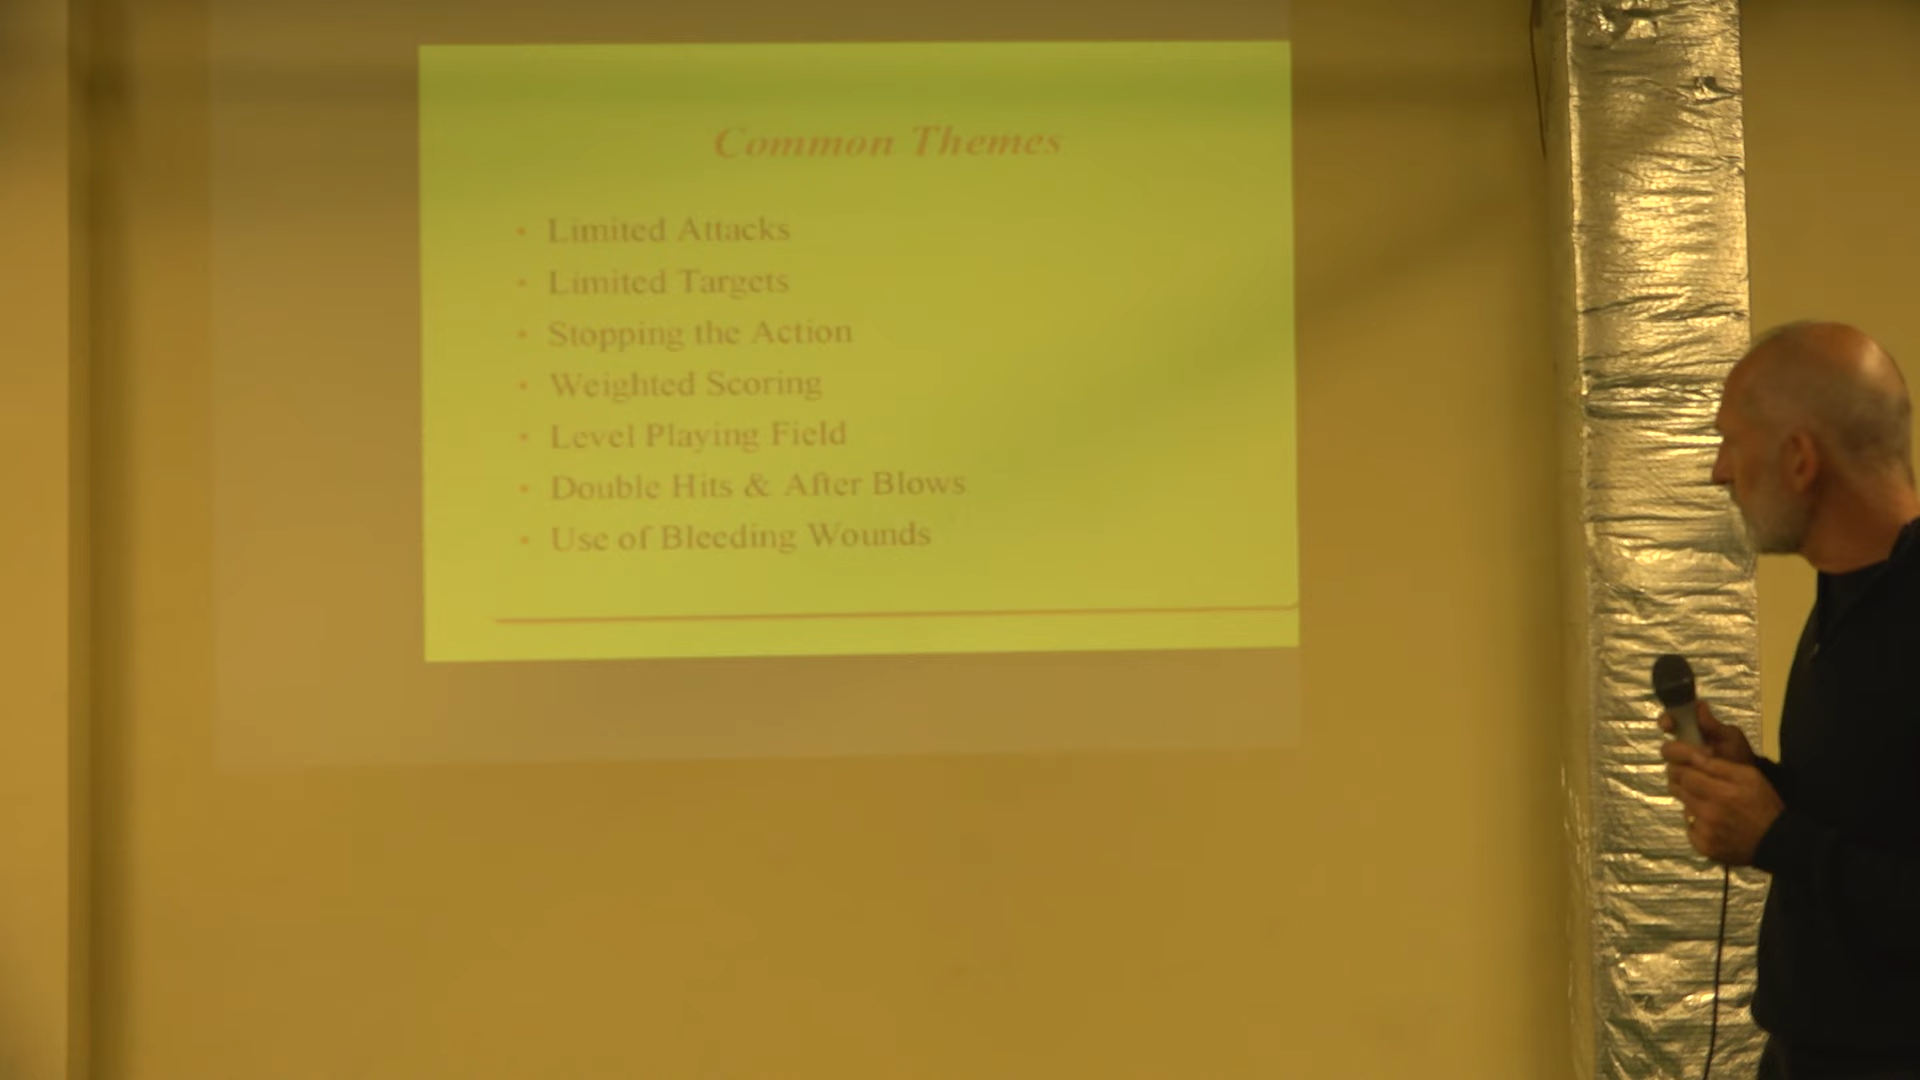 Common Themes
• Limited Attacks
• Limited Targets
• Stopping the Action
• Weighted Scoring
• Level Playing Field
• Double Hits & After Blows
• Use of Bleeding Wounds